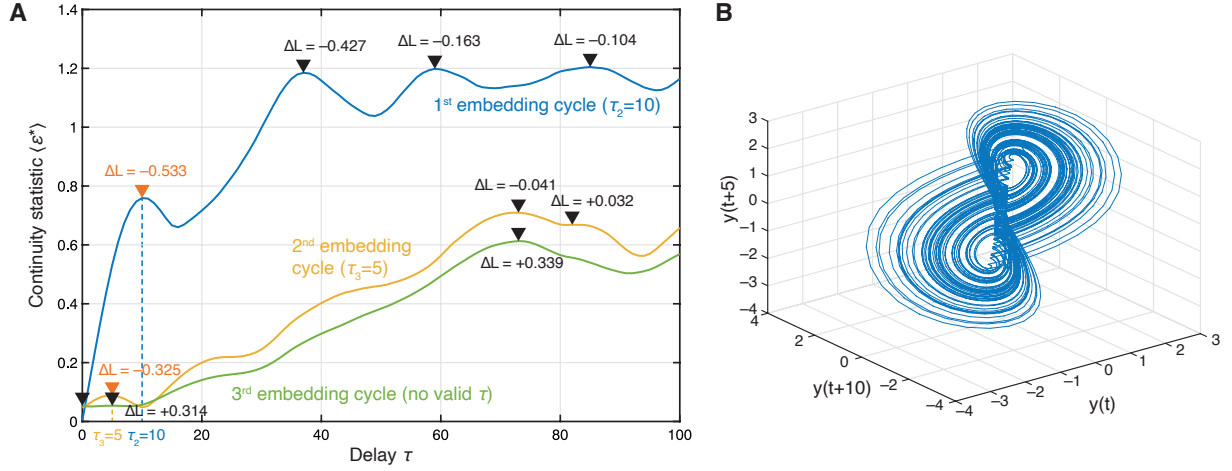 A
B
1.4
1.2
1
0.8
0.6
0.4
0.2
0
Continuity statistic ⟨ε*⟩
ΔL = –0.427
ΔL = –0.163
ΔL = –0.104
1st embedding cycle (τ2=10)
ΔL = –0.533
ΔL = –0.041
ΔL = +0.032
2nd embedding
cycle (τ3=5)
ΔL = +0.339
ΔL = –0.325
3rd embedding cycle (no valid τ)
ΔL = +0.314
τ3=5
τ2=10
0
20
40
60
80
100
Delay τ
3
2
1
0
–1
–2
–3
–4
y(t+5)
4
2
0
–2
–4
y(t+10)
–4
–3
–2
–1
0
1
2
3
y(t)